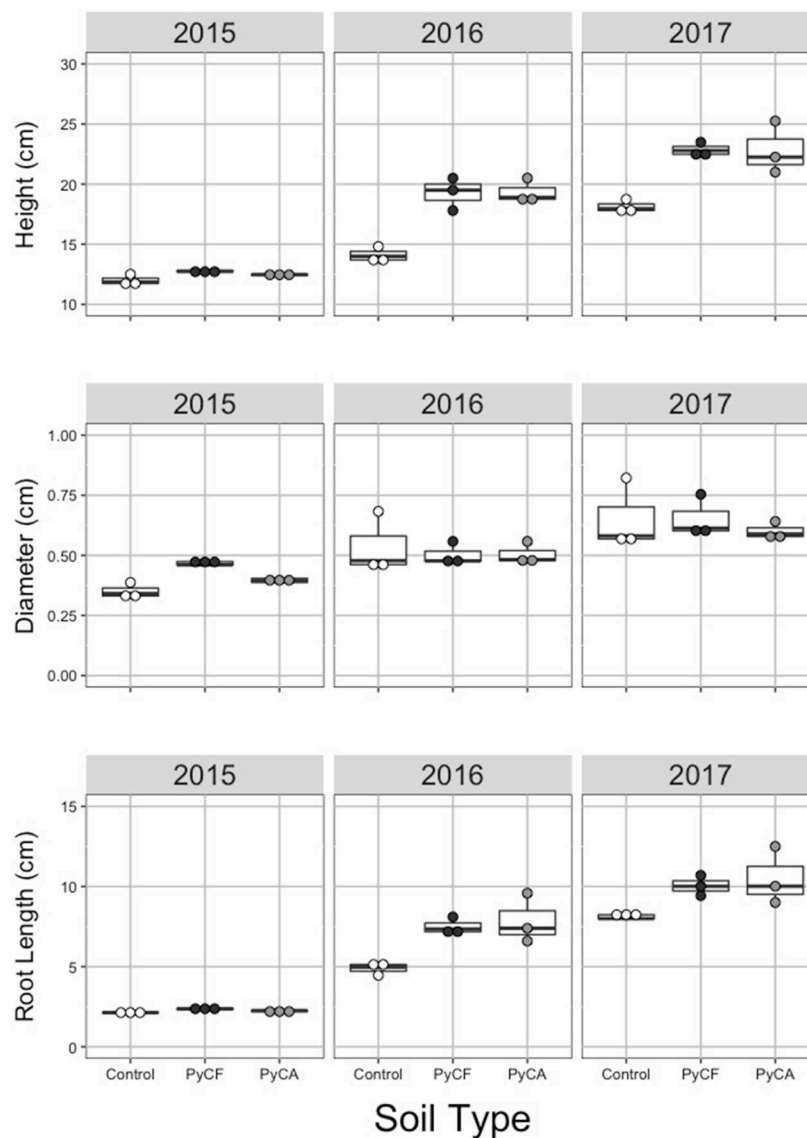 2015 2016 2017
Height (cm)
30
25
20
15
10
2015 2016 2017
Diameter (cm)
1.00
0.75
0.50
0.25
0.00
2015 2016 2017
Root Length (cm)
15
10
5
0
Control PyCF PyCA Control PyCF PyCA Control PyCF PyCA
Soil Type